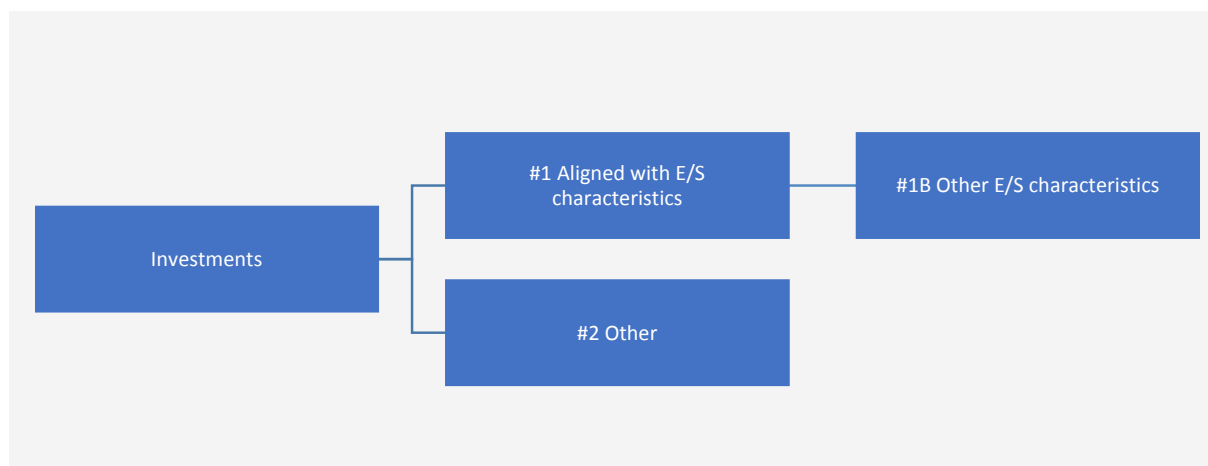 #1 Aligned with E/S
characteristics
#1B Other E/S characteristics
Investments
#2 Other